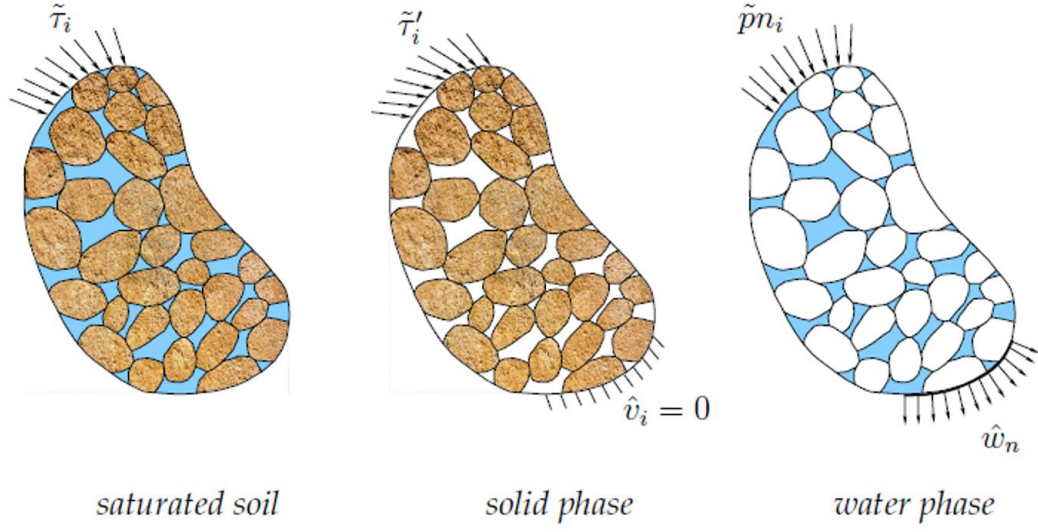 τ̃ᵢ
τ̃′ᵢ
p̃nᵢ
v̂ᵢ = 0
ŵₙ
saturated soil
solid phase
water phase